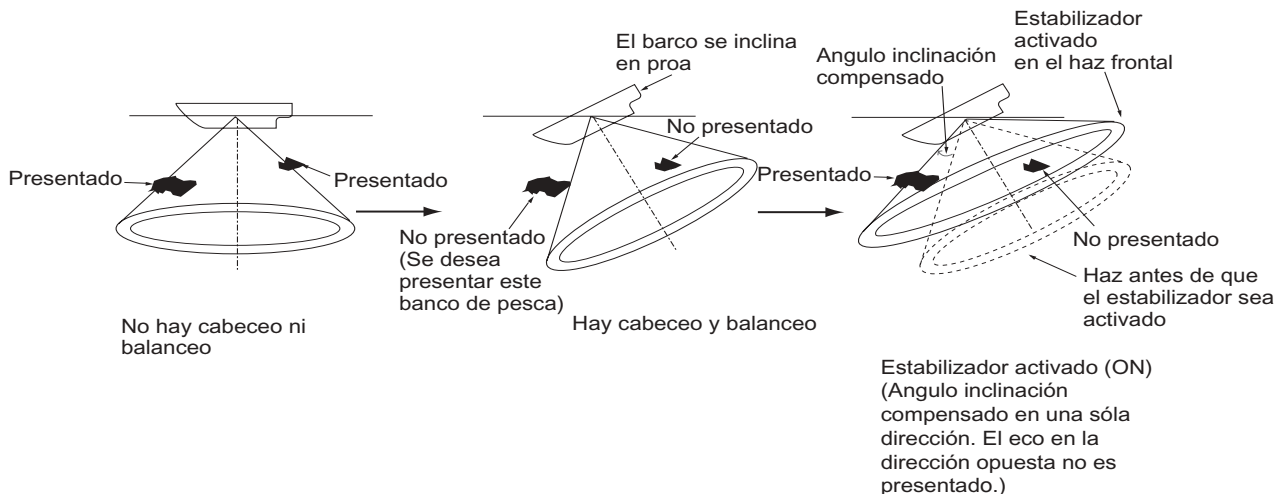 Presentado
Presentado
No hay cabeceo ni
balanceo
El barco se inclina
en proa
No presentado
No presentado
(Se desea
presentar este
banco de pesca)
Hay cabeceo y balanceo
Angulo inclinación
compensado
Estabilizador
activado
en el haz frontal
Presentado
No presentado
Haz antes de que
el estabilizador sea
activado
Estabilizador activado (ON)
(Angulo inclinación
compensado en una sóla
dirección. El eco en la
dirección opuesta no es
presentado.)